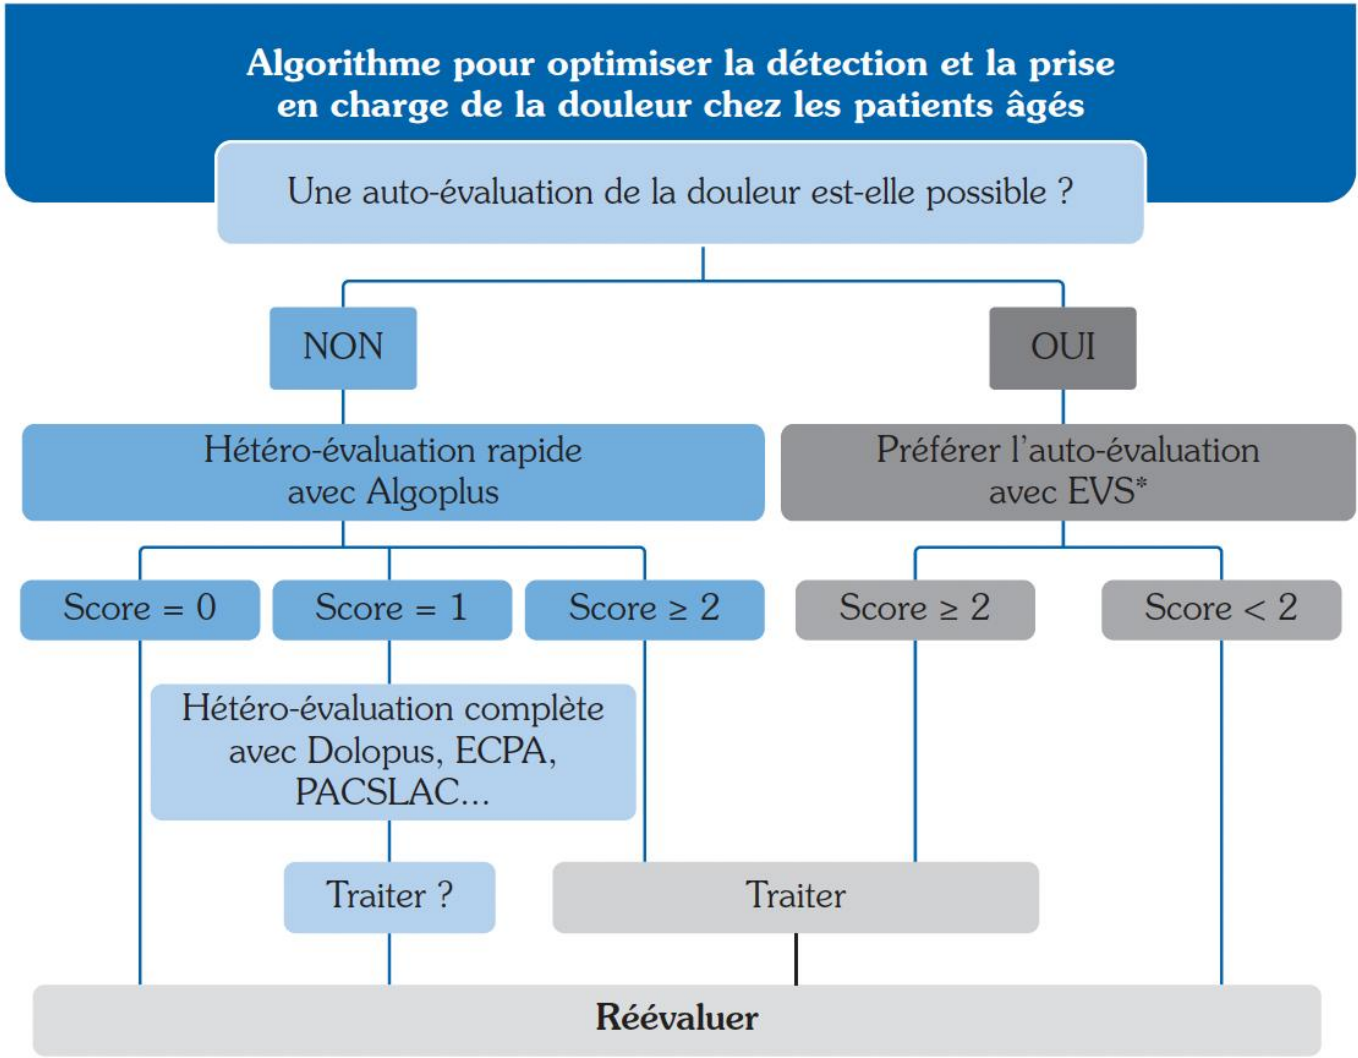 Algorithme pour optimiser la détection et la prise
en charge de la douleur chez les patients âgés
Une auto-évaluation de la douleur est-elle possible ?
NON
OUI
Hétéro-évaluation rapide
avec Algoplus
Préférer l'auto-évaluation
avec EVS*
Score = 0
Score = 1
Score ≥ 2
Score ≥ 2
Score < 2
Hétéro-évaluation complète
avec Dolopus, ECPA,
PACSLAC...
Traiter ?
Traiter
Réévaluer